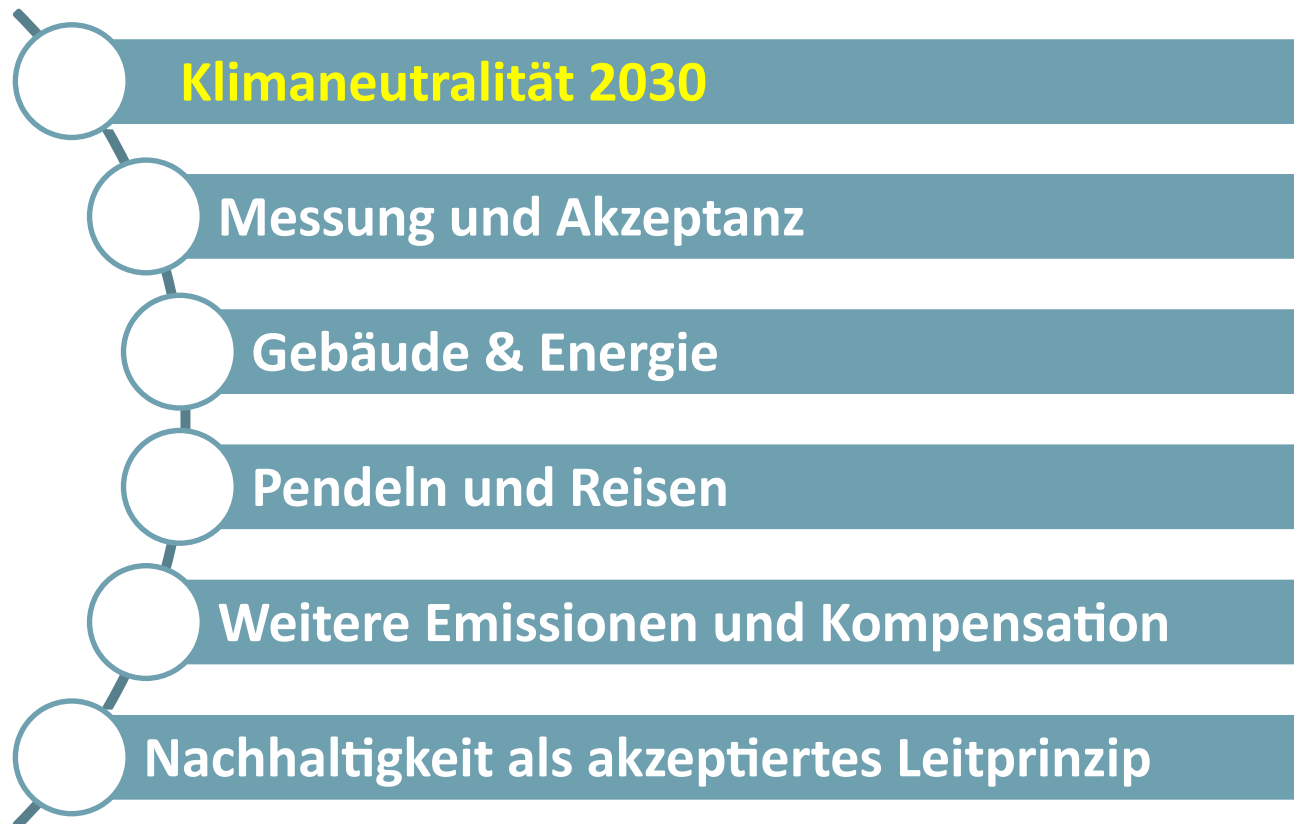 Klimaneutralität 2030
Messung und Akzeptanz
Gebäude & Energie
Pendeln und Reisen
Weitere Emissionen und Kompensation
Nachhaltigkeit als akzeptiertes Leitprinzip